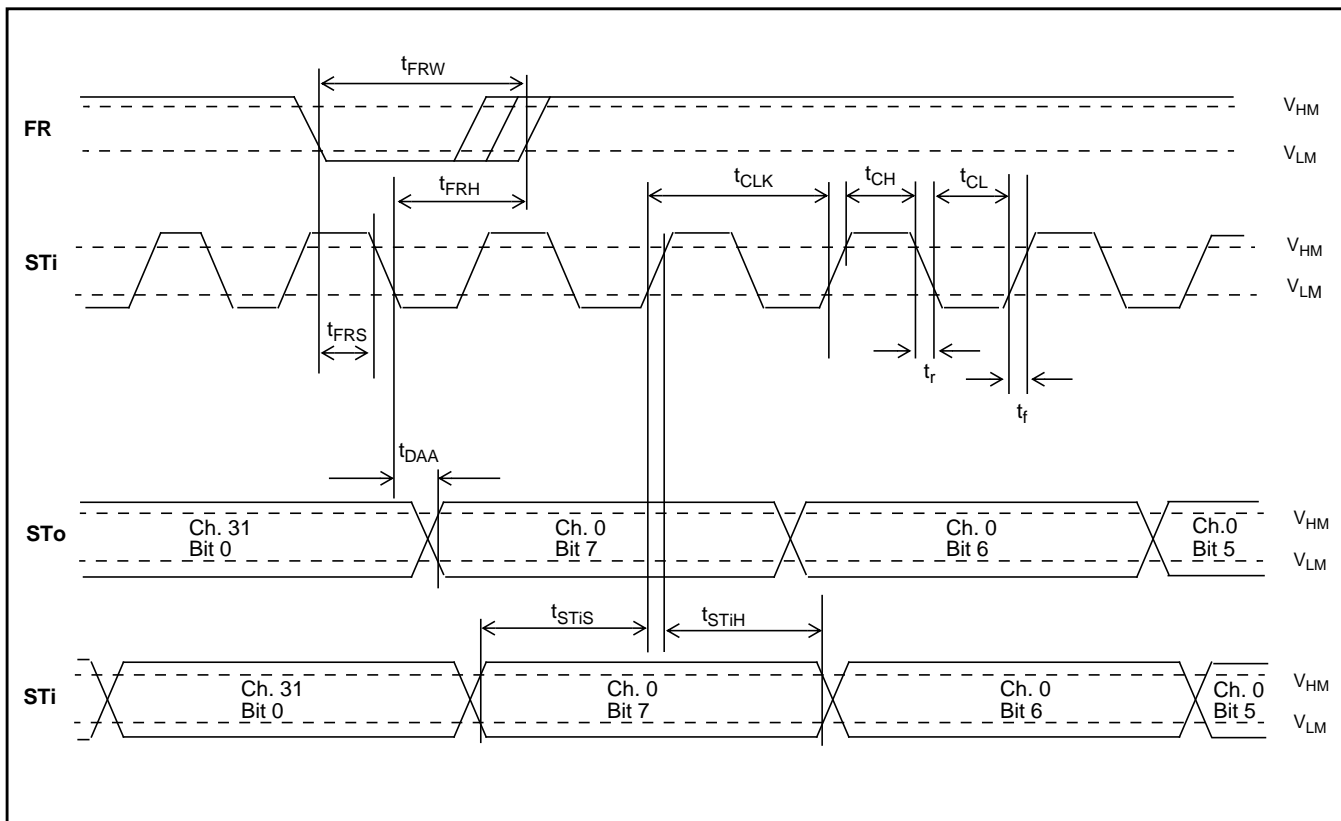 tFRW
FR
VHM
VLM
tFRH
tCLK
tCH
tCL
STi
VHM
VLM
tFRS
tr
tf
tDAA
STo
Ch. 31
Bit 0
Ch. 0
Bit 7
Ch. 0
Bit 6
Ch.0
Bit 5
VHM
VLM
tSTiS
tSTiH
STi
Ch. 31
Bit 0
Ch. 0
Bit 7
Ch. 0
Bit 6
Ch. 0
Bit 5
VHM
VLM